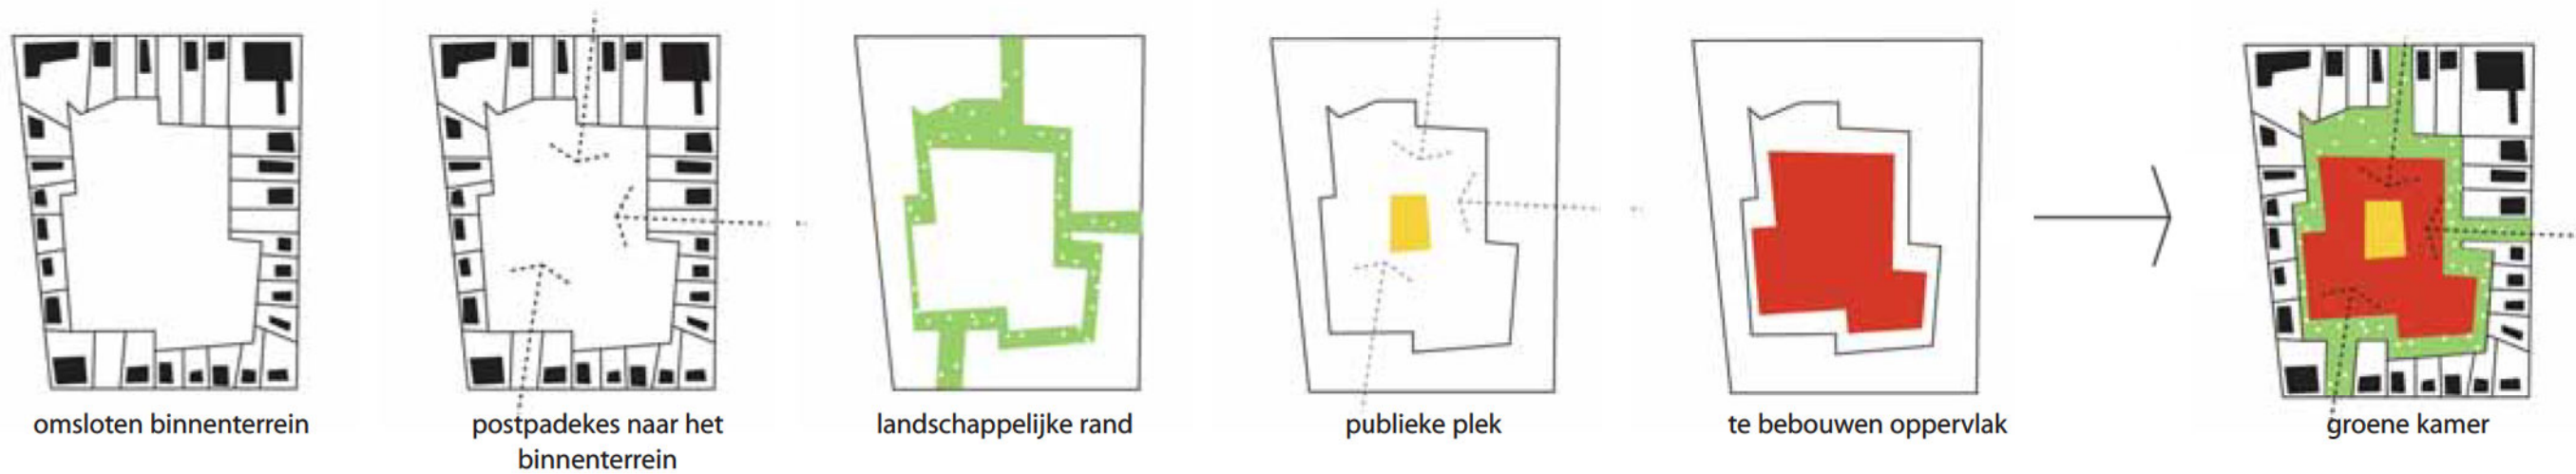 omsloten binnenterrein
postpadekes naar het
binnenterrein
landschappelijke rand
publieke plek
te bebouwen oppervlak
groene kamer